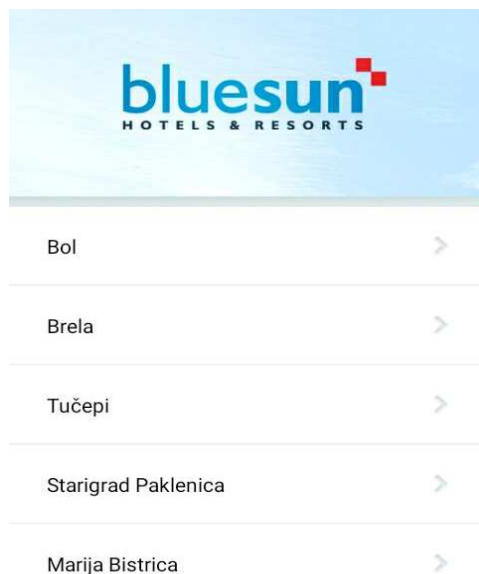 bluesun
HOTELS & RESORTS
Bol
Brela
Tučepi
Starigrad Paklenica
Marija Bistrica